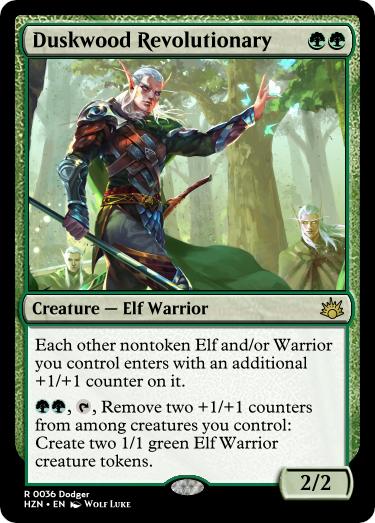 Duskwood Revolutionary
Creature — Elf Warrior
Each other nontoken Elf and/or Warrior
you control enters with an additional
+1/+1 counter on it.
, , Remove two +1/+1 counters
from among creatures you control:
Create two 1/1 green Elf Warrior
creature tokens.
2/2
R 0036 Dodger
HZN • EN Wolf Luke